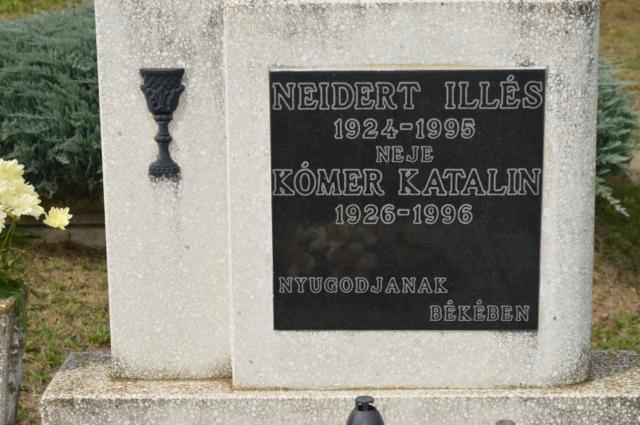 NEIDERT ILLÉS
1924-1995
NEJE
KÓMER KATALIN
1926-1996
NYUGODJANAK
BÉKÉBEN